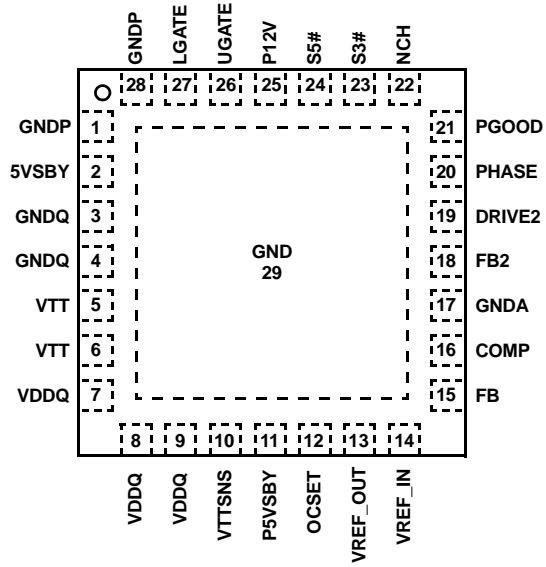 GNDP
LGATE
UGATE
P12V
S5#
S3#
NCH
28
27
26
25
24
23
22
GNDP 1
5VSBY 2
GNDQ 3
GNDQ 4
VTT 5
VTT 6
VDDQ 7
GND
29
21 PGOOD
20 PHASE
19 DRIVE2
18 FB2
17 GNDA
16 COMP
15 FB
8
9
10
11
12
13
14
VDDQ
VDDQ
VTTSNS
P5VSBY
OCSET
VREF_OUT
VREF_IN